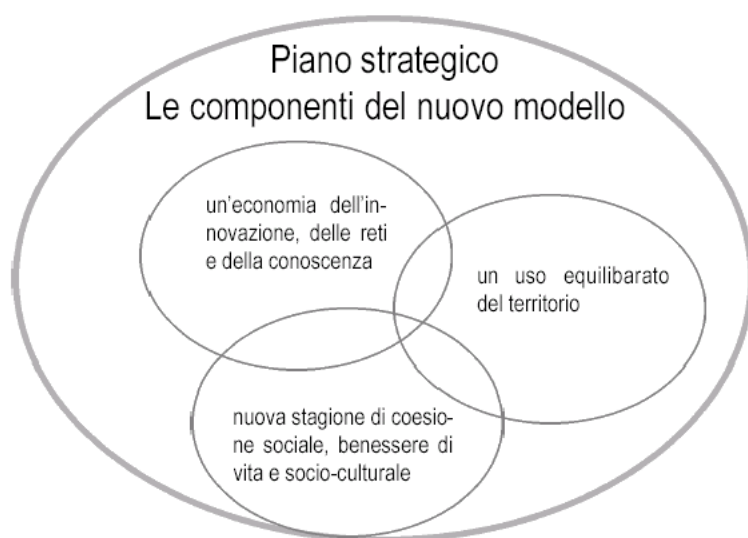 Piano strategico
Le componenti del nuovo modello
un'economia dell'in-
novazione, delle reti
e della conoscenza
un uso equilibarato
del territorio
nuova stagione di coesio-
ne sociale, benessere di
vita e socio-culturale